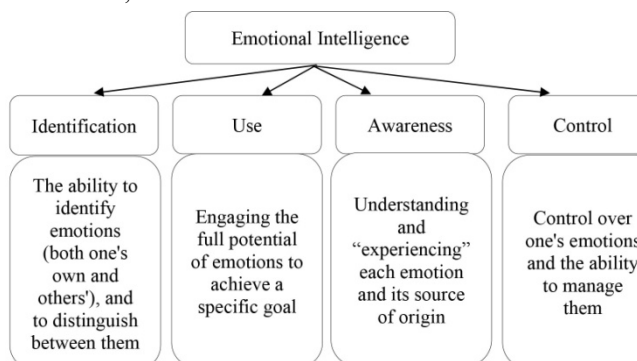 Emotional Intelligence
Identification
Use
Awareness
Control
The ability to
identify
emotions
(both one's
own and
others'), and
to distinguish
between them
Engaging the
full potential
of emotions to
achieve a
specific goal
Understanding
and
“experiencing”
each emotion
and its source
of origin
Control over
one's emotions
and the ability
to manage
them